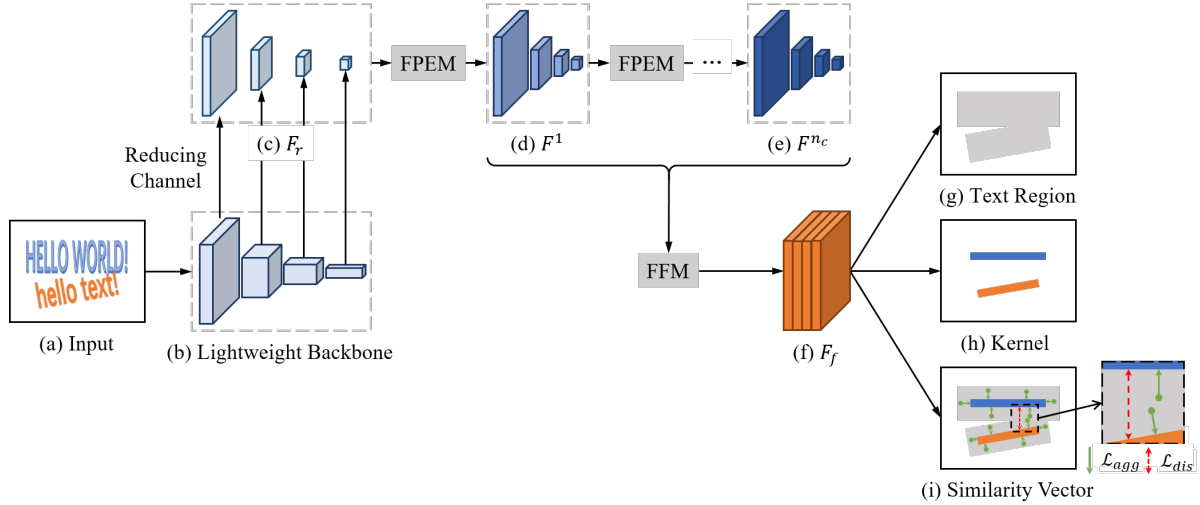 FPEM
FPEM
...
(c) F_r
(d) F^1
(e) F^{n_c}
Reducing
Channel
(g) Text Region
HELLO WORLD!
hello text!
FFM
(a) Input
(b) Lightweight Backbone
(f) F_f
(h) Kernel
ℒ_agg
ℒ_dis
(i) Similarity Vector